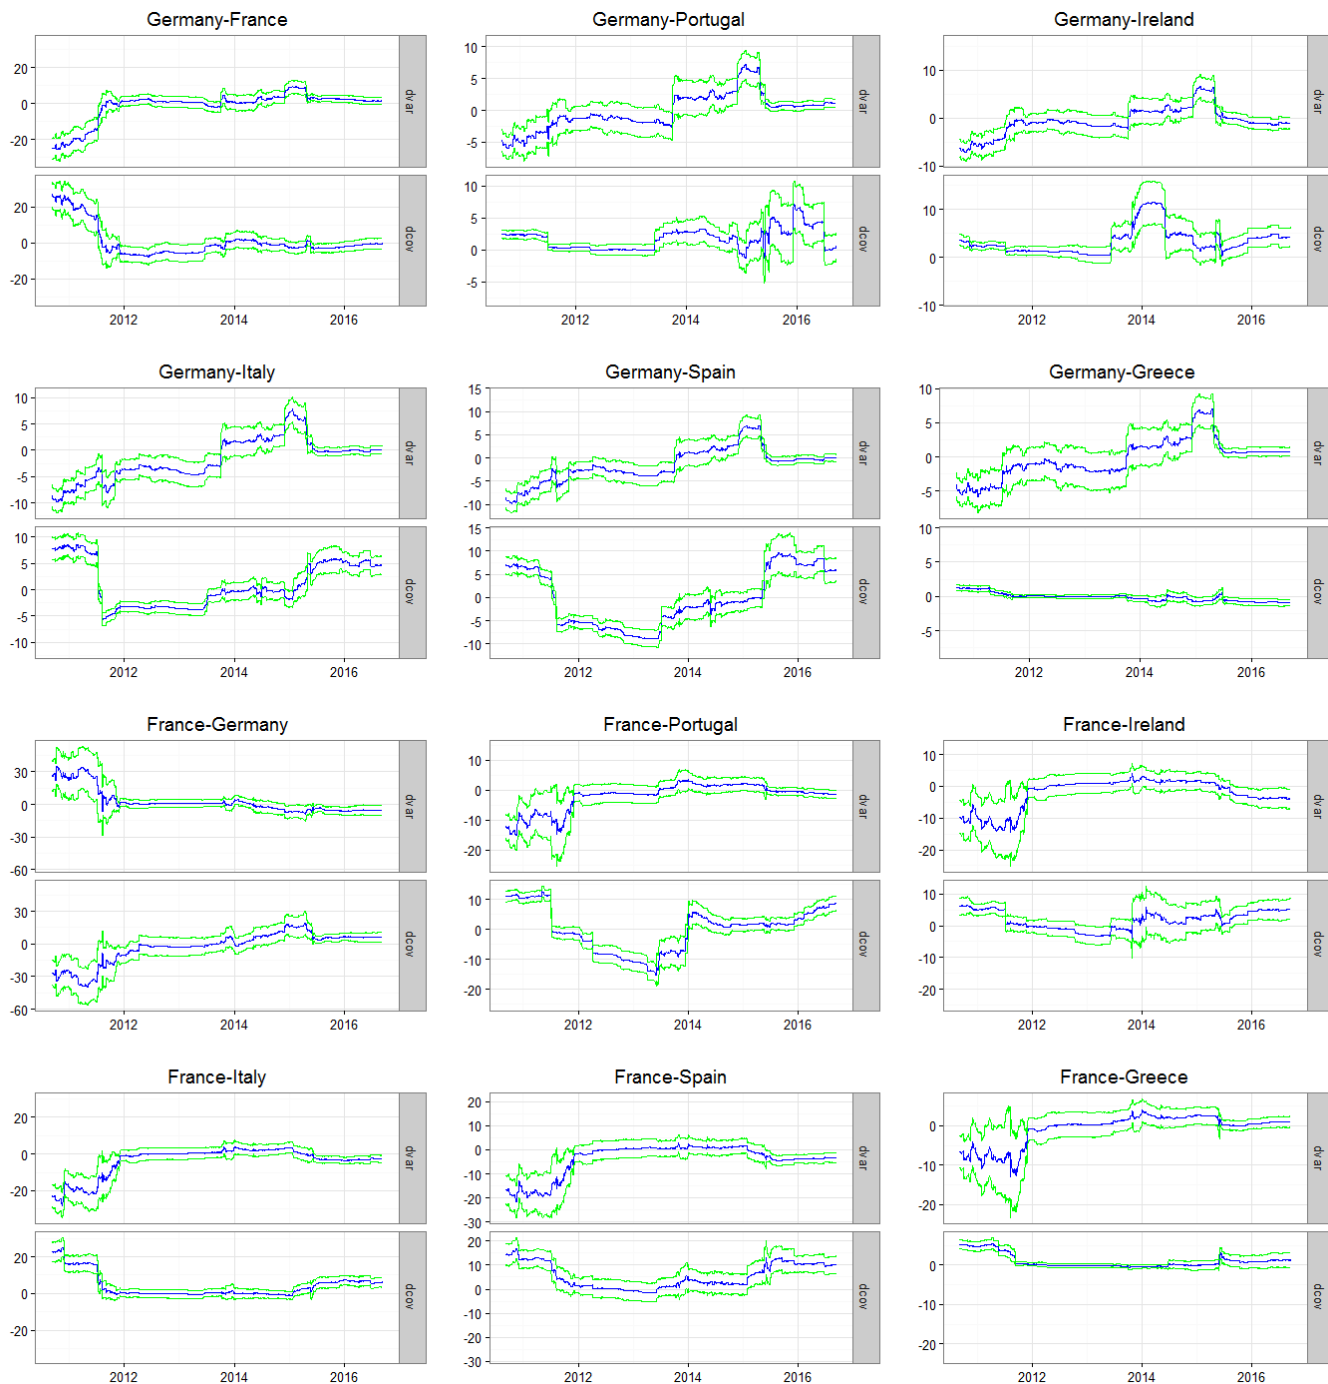 Germany-France
20
0
-20
dvar
20
0
-20
dcov
2012 2014 2016
Germany-Portugal
10
5
0
-5
dvar
10
5
0
-5
dcov
2012 2014 2016
Germany-Ireland
10
0
-10
dvar
10
0
-10
dcov
2012 2014 2016
Germany-Italy
10
5
0
-5
-10
dvar
10
5
0
-5
-10
dcov
2012 2014 2016
Germany-Spain
15
10
5
0
-5
-10
dvar
15
10
5
0
-5
-10
dcov
2012 2014 2016
Germany-Greece
10
5
0
-5
dvar
10
5
0
-5
dcov
2012 2014 2016
France-Germany
30
0
-30
-60
dvar
30
0
-30
-60
dcov
2012 2014 2016
France-Portugal
10
0
-10
-20
dvar
10
0
-10
-20
dcov
2012 2014 2016
France-Ireland
10
0
-10
-20
dvar
10
0
-10
-20
dcov
2012 2014 2016
France-Italy
20
0
-20
dvar
20
0
-20
dcov
2012 2014 2016
France-Spain
20
10
0
-10
-20
-30
dvar
20
10
0
-10
-20
-30
dcov
2012 2014 2016
France-Greece
0
-10
-20
dvar
0
-10
-20
dcov
2012 2014 2016